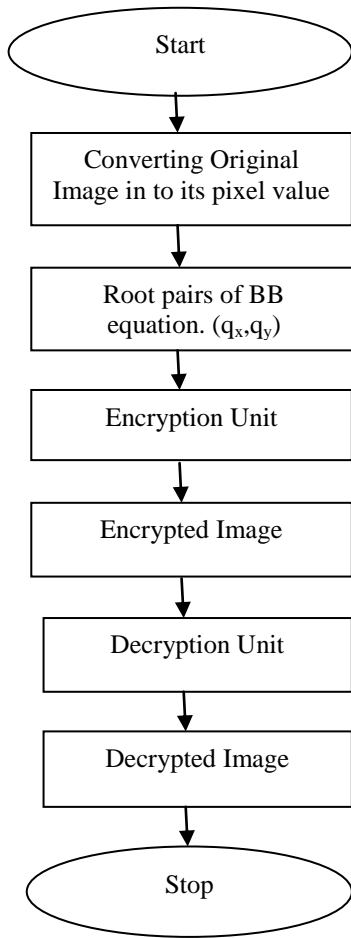 Start
Converting Original
Image in to its pixel value
Root pairs of BB
equation. (qx,qy)
Encryption Unit
Encrypted Image
Decryption Unit
Decrypted Image
Stop